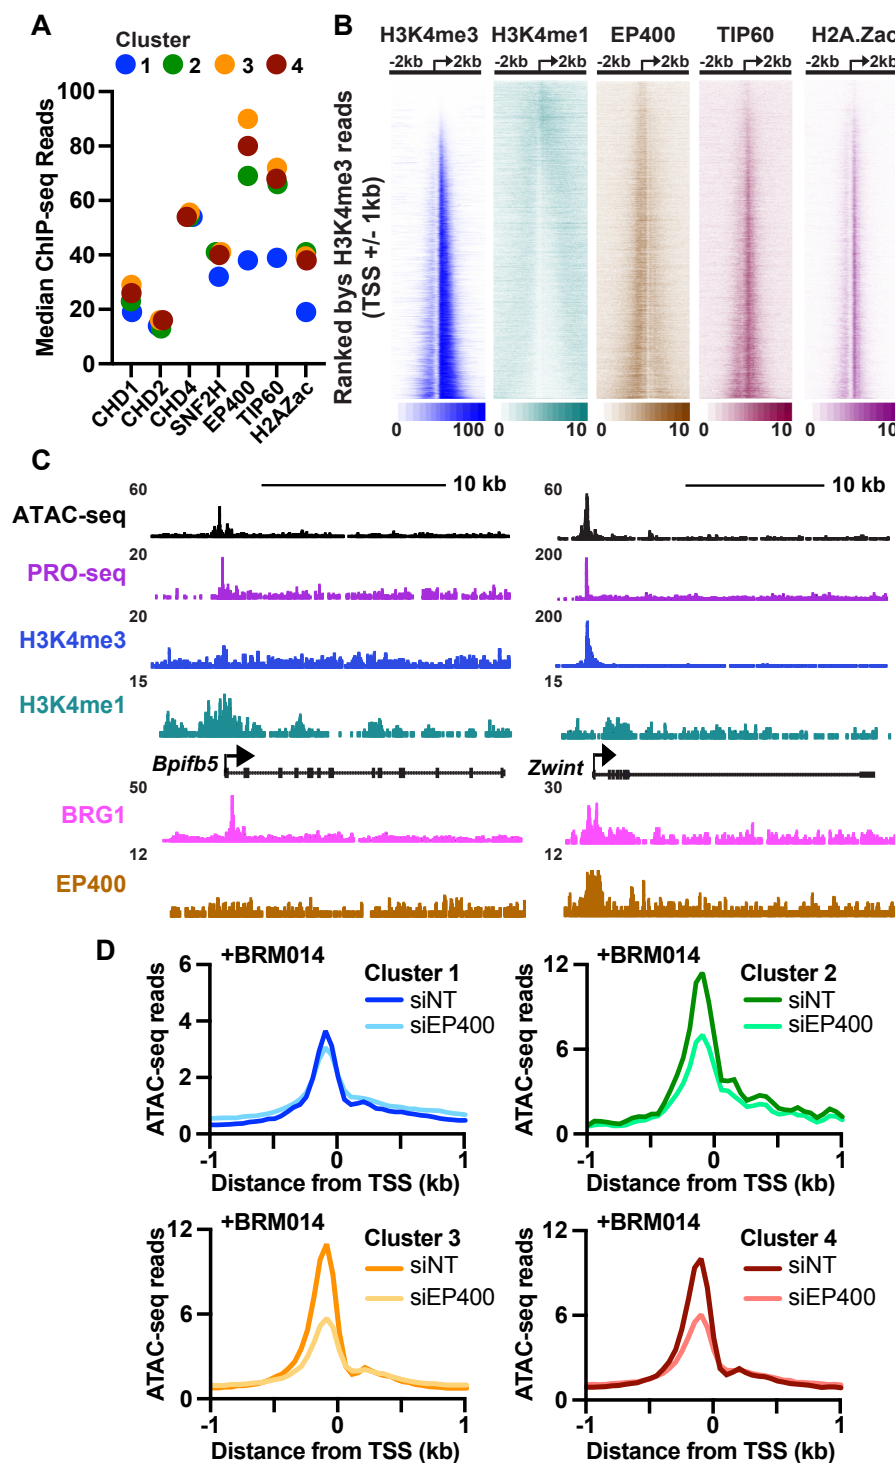 A
Cluster
1 2 3 4
Median ChIP-seq Reads
100
80
60
40
20
0
CHD1
CHD2
CHD4
SNF2H
EP400
TIP60
H2AZac
B
H3K4me3 H3K4me1 EP400 TIP60 H2A.Zac
-2kb 2kb -2kb 2kb -2kb 2kb -2kb 2kb -2kb 2kb
Ranked bys H3K4me3 reads
(TSS +/- 1kb)
0 100 0 10 0 10 0 10 0 10
C
10 kb 10 kb
ATAC-seq 60 60
PRO-seq 20 200
H3K4me3 20 200
H3K4me1 15 15
Bpifb5 Zwint
BRG1 50 30
EP400 12 12
D
+BRM014
Cluster 1
siNT
siEP400
ATAC-seq reads
6
4
2
0
-1 0 1
Distance from TSS (kb)
+BRM014
Cluster 2
siNT
siEP400
ATAC-seq reads
12
6
0
-1 0 1
Distance from TSS (kb)
+BRM014
Cluster 3
siNT
siEP400
ATAC-seq reads
12
6
0
-1 0 1
Distance from TSS (kb)
+BRM014
Cluster 4
siNT
siEP400
ATAC-seq reads
12
6
0
-1 0 1
Distance from TSS (kb)